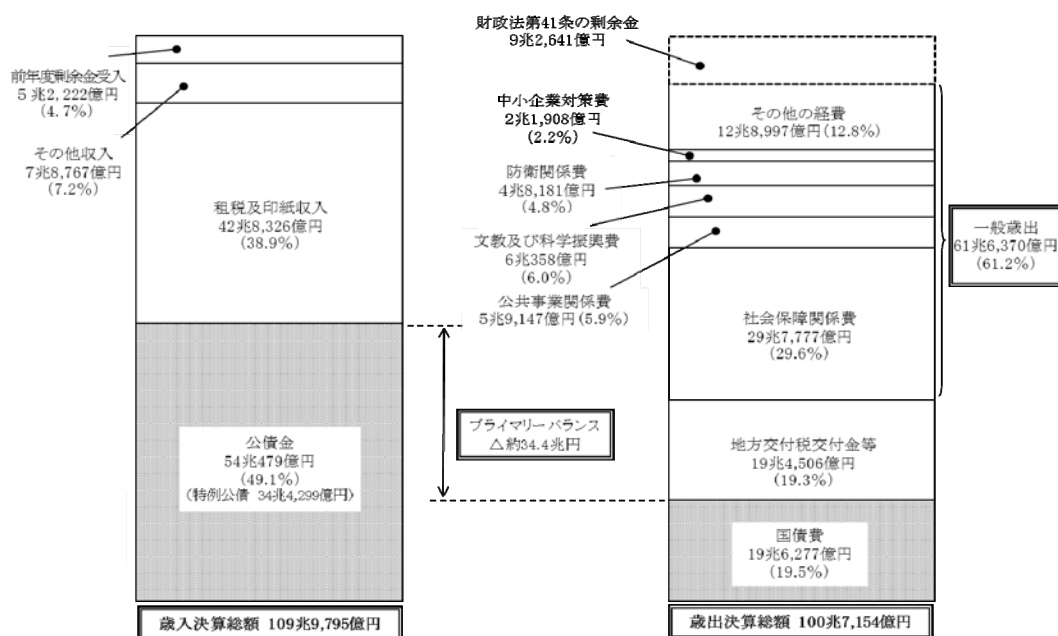 前年度剰余金受入
5兆2,222億円
(4.7%)
その他収入
7兆8,767億円
(7.2%)
租税及印紙収入
42兆8,326億円
(38.9%)
公債金
54兆479億円
(49.1%)
(特例公債 34兆4,299億円)
歳入決算総額 109兆9,795億円
プライマリーバランス
△約34.4兆円
財政法第41条の剰余金
9兆2,641億円
中小企業対策費
2兆1,908億円
(2.2%)
防衛関係費
4兆8,181億円
(4.8%)
文教及び科学振興費
6兆358億円
(6.0%)
公共事業関係費
5兆9,147億円(5.9%)
その他の経費
12兆8,997億円(12.8%)
社会保障関係費
29兆7,777億円
(29.6%)
地方交付税交付金等
19兆4,506億円
(19.3%)
国債費
19兆6,277億円
(19.5%)
歳出決算総額 100兆7,154億円
一般歳出
61兆6,370億円
(61.2%)